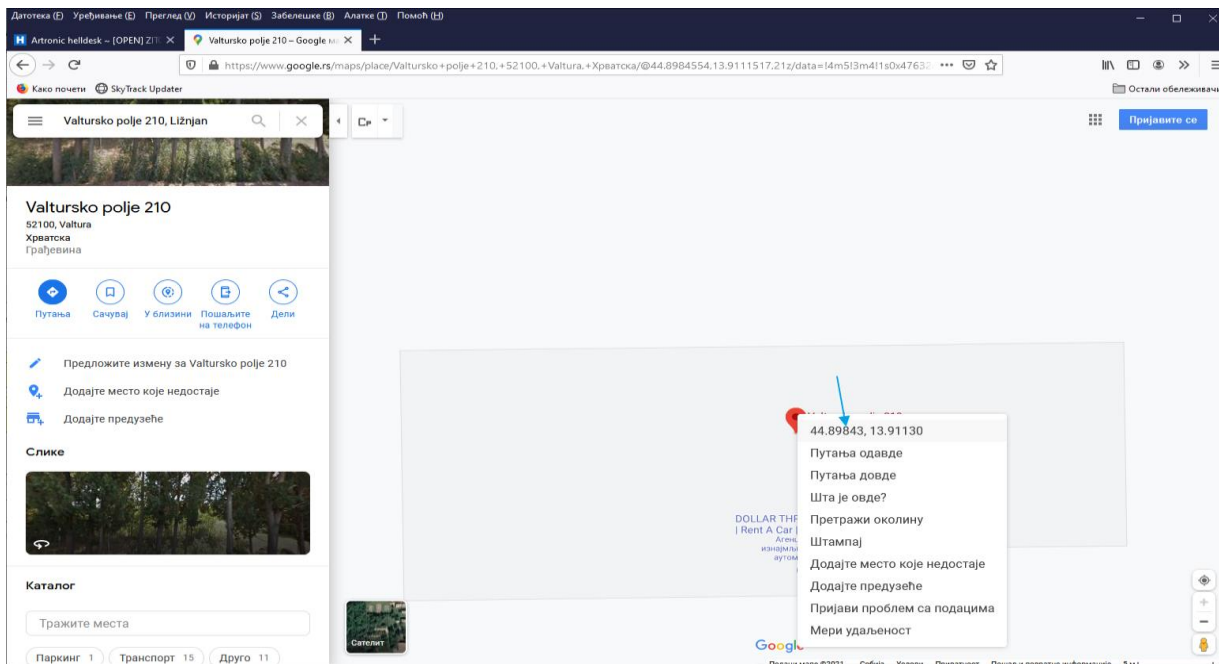 Датотека (F) Уређивање (E) Преглед (V) Историјат (S) Забелешке (B) Алатке (T) Помоћ (H)
Artronic helldesk – [OPEN] ZIT
Valtursko polje 210 – Google
https://www.google.rs/maps/place/Valtursko+polje+210,+52100,+Valtura,+Хрватска/@44.8984554,13.9111517,21z/data=!4m5!3m4!1s0x4763
Како почети SkyTrack Updater
Остали обележивачи
Valtursko polje 210, Ližnjan
Пријавите се
Valtursko polje 210
52100, Valtura
Хрватска
Грађевина
Путања
Сачувај
У близини
Пошаљите на телефон
Дели
Предложите измену за Valtursko polje 210
Додајте место које недостаје
Додајте предузеће
Слике
Каталог
Тражите места
Паркинг 1
Транспорт 15
Друго 11
Сателит
DOLLAR THR
| Rent A Car |
44.89843, 13.91130
Путања одавде
Путања довде
Шта је овде?
Претражи околину
Штампај
Додајте место које недостаје
Додајте предузеће
Пријави проблем са подацима
Мери удаљеност
Google